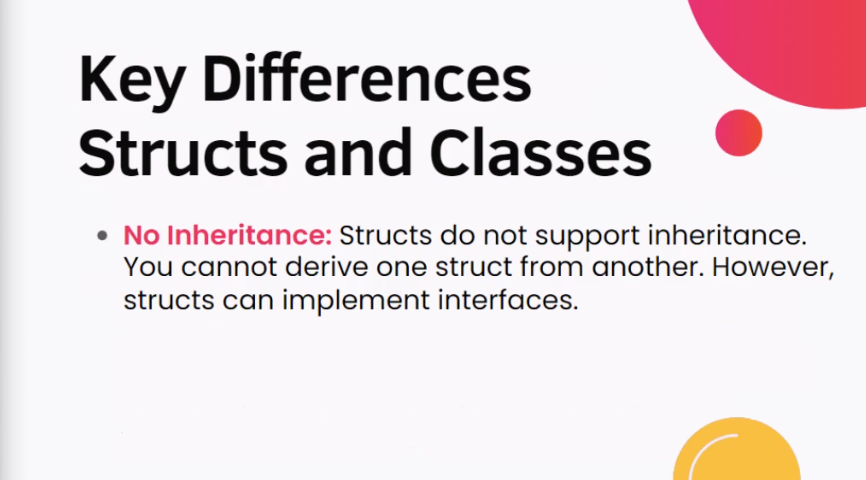 Key Differences
Structs and Classes
• No Inheritance: Structs do not support inheritance.
You cannot derive one struct from another. However,
structs can implement interfaces.